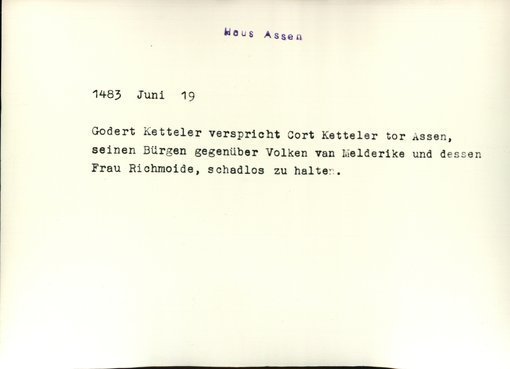 Haus Assen
1483 Juni 19
Godert Ketteler verspricht Cort Ketteler tor Assen,
seinen Bürgen gegenüber Volken van Melderike und dessen
Frau Richmoide, schadlos zu halten.